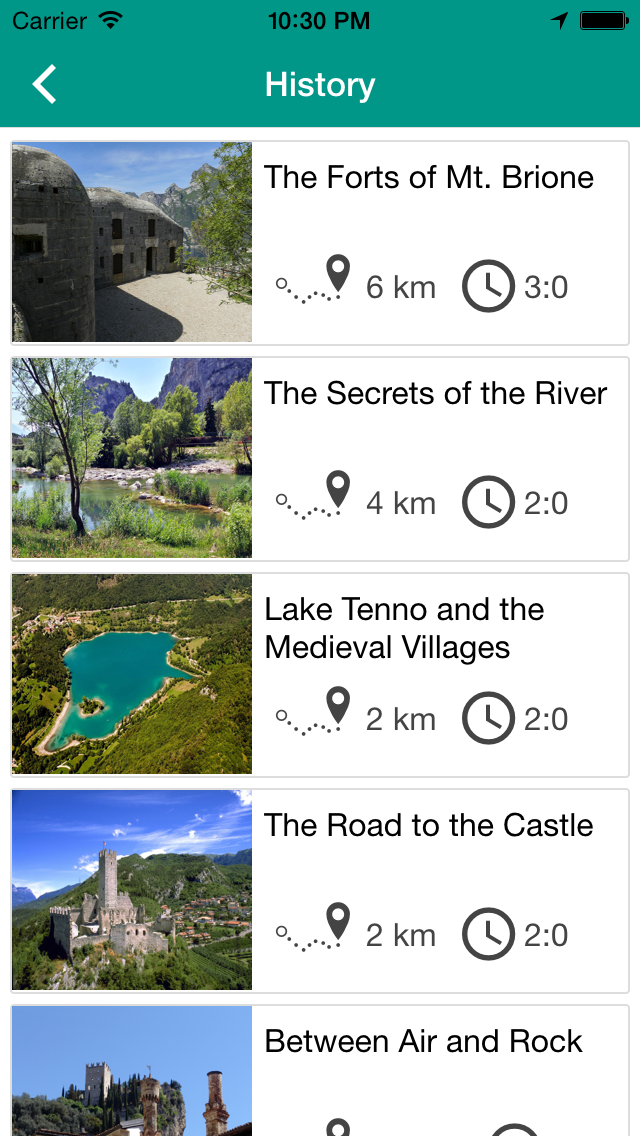 Carrier 10:30 PM
History
The Forts of Mt. Brione
6 km 3:0
The Secrets of the River
4 km 2:0
Lake Tenno and the
Medieval Villages
2 km 2:0
The Road to the Castle
2 km 2:0
Between Air and Rock